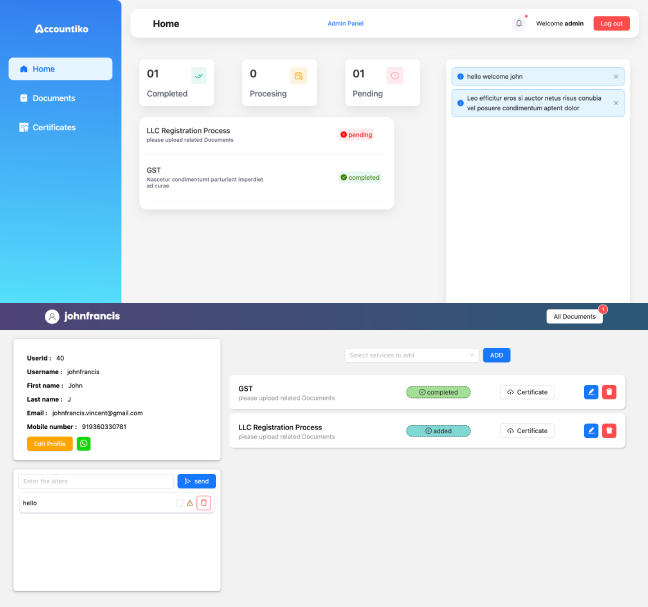 Accountiko
Home
Documents
Certificates
Home
Admin Panel
Welcome admin
Log out
01
Completed
0
Procesing
01
Pending
LLC Registration Process
please upload related Documents
pending
GST
Nascetur condimentumt parturient imperdiet
ad curae
completed
hello welcome john
Leo efficitur eros si auctor netus risus conubia
vel posuere condimentum aptent dolor
johnfrancis
All Documents
1
UserId : 40
Username : johnfrancis
First name : John
Last name : J
Email : johnfrancis.vincent@gmail.com
Mobile number : 919360330781
Edit Profile
Select services to add
ADD
GST
please upload related Documents
completed
Certificate
LLC Registration Process
please upload related Documents
added
Certificate
Enter the alters
send
hello